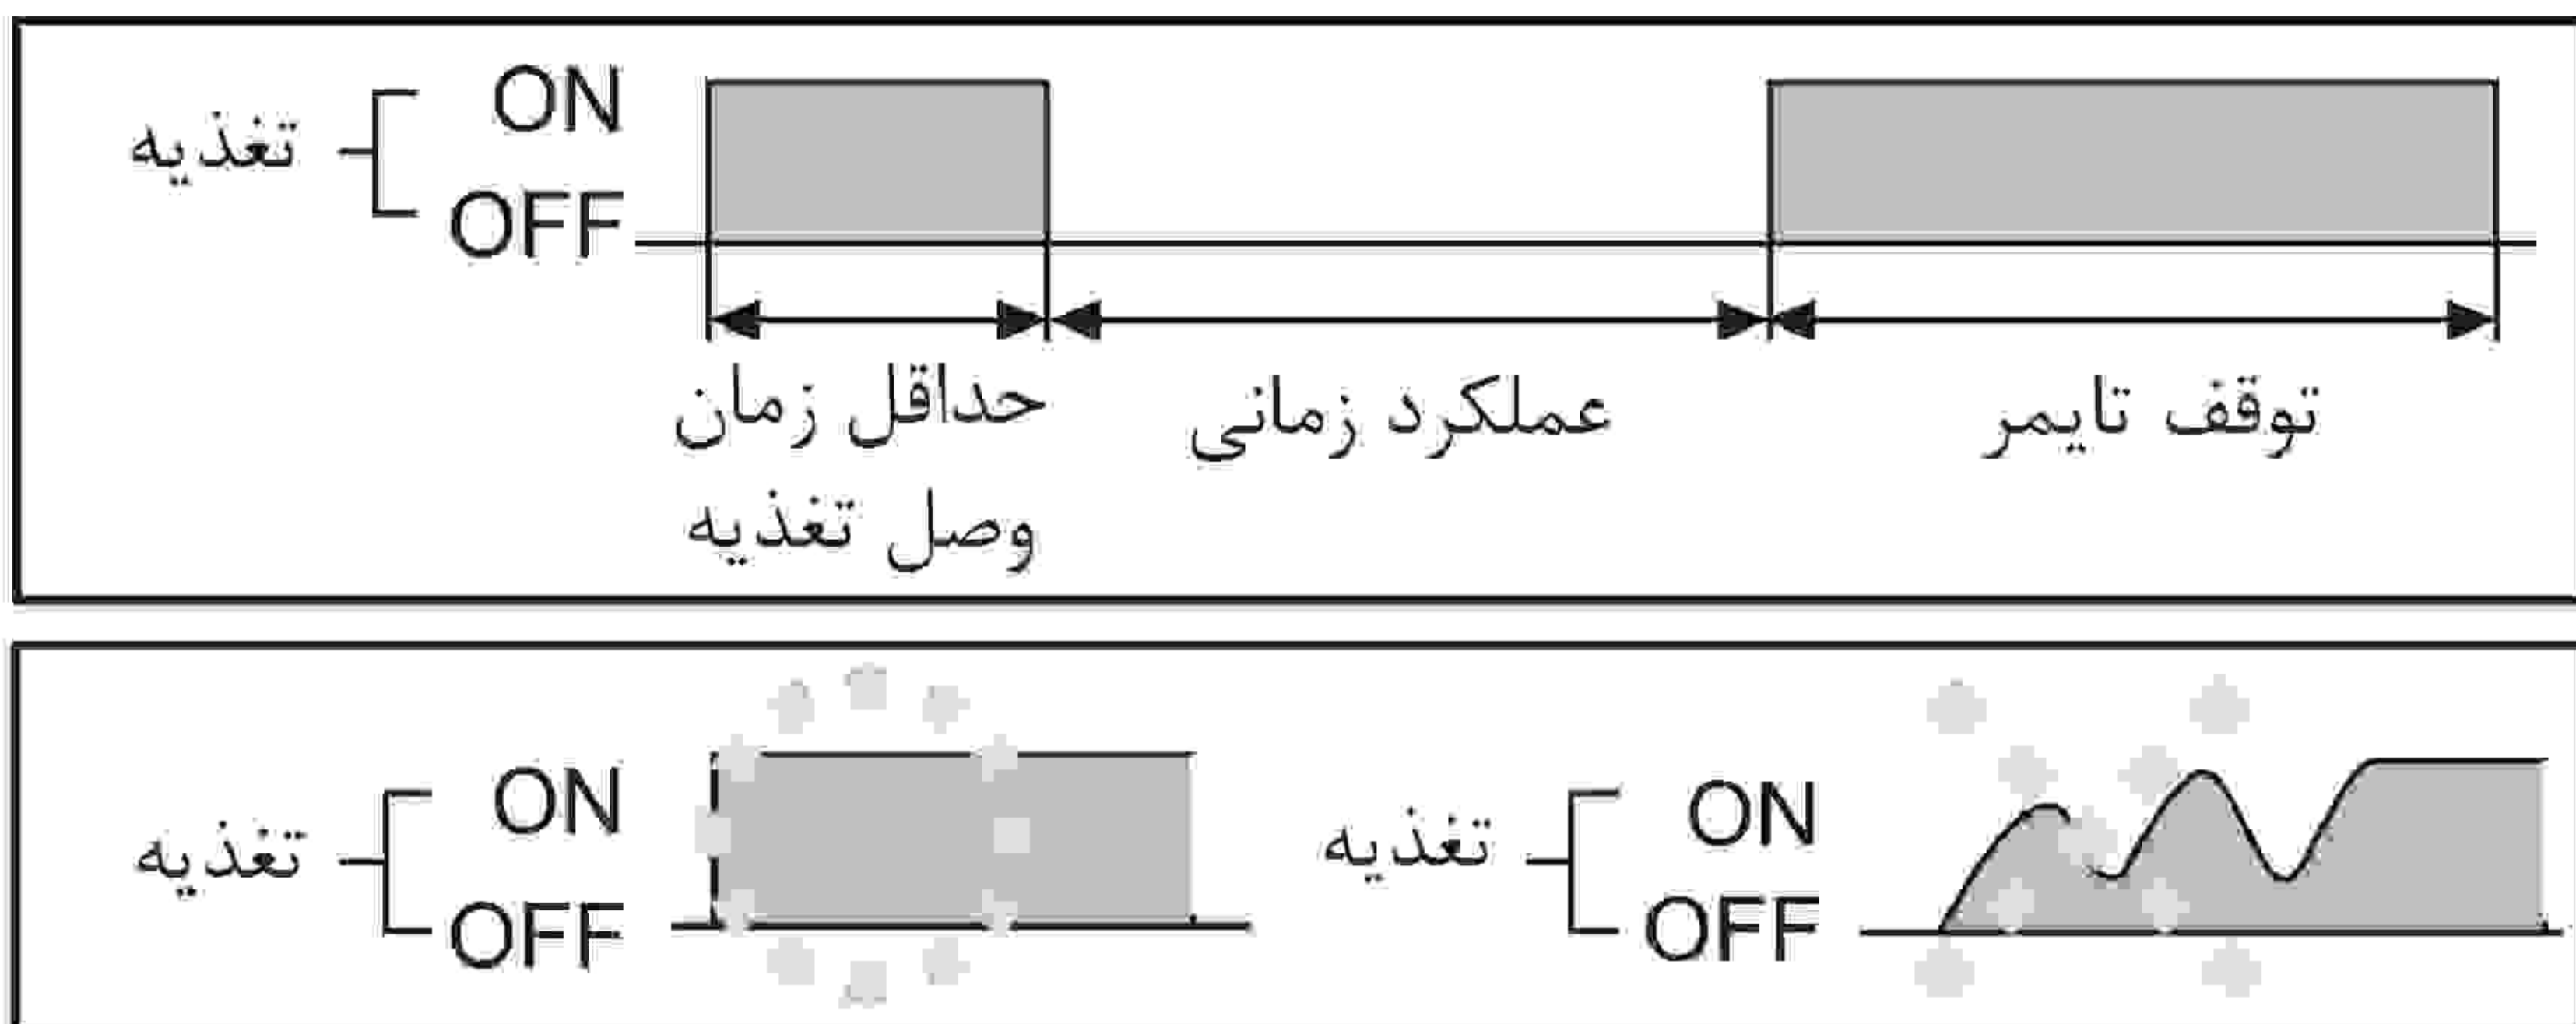 ON
تغذیه
OFF
حداقل زمان
وصل تغذیه
عملکرد زمانی
توقف تایمر
ON
تغذیه
OFF
ON
تغذیه
OFF